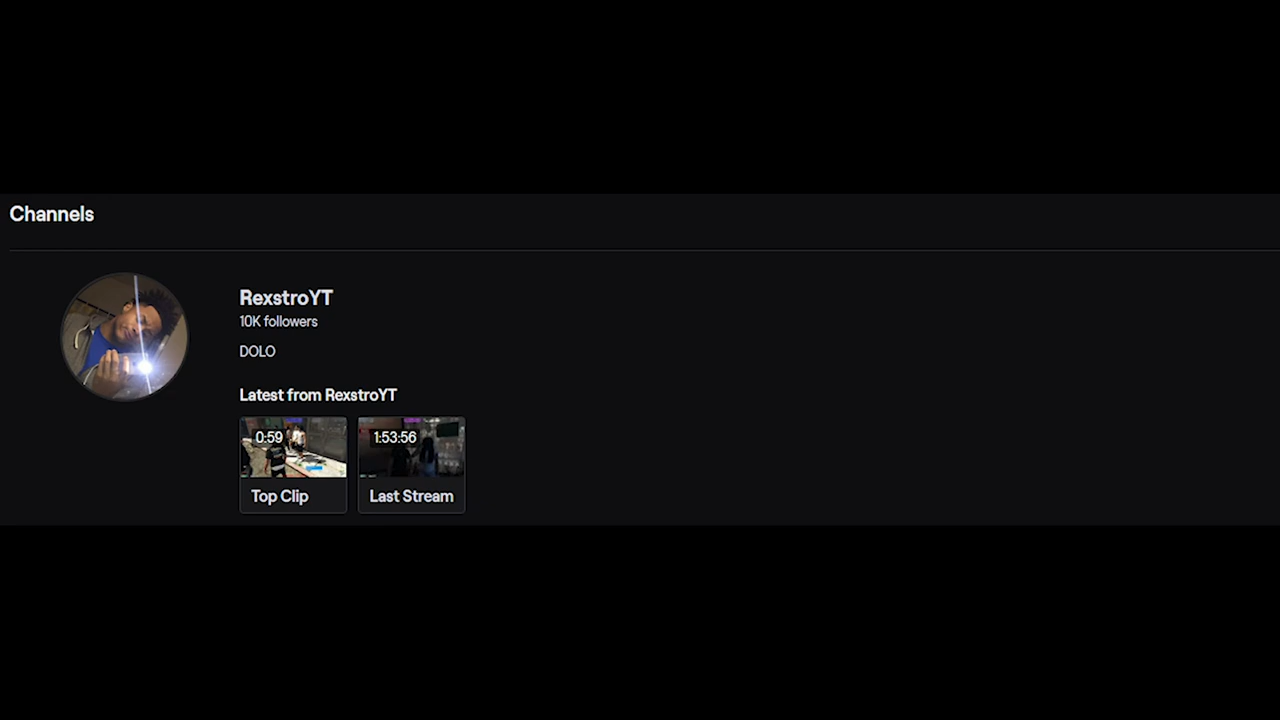 Channels
RexstroYT
10K followers
DOLO
Latest from RexstroYT
0:59
1:53:56
Top Clip
Last Stream